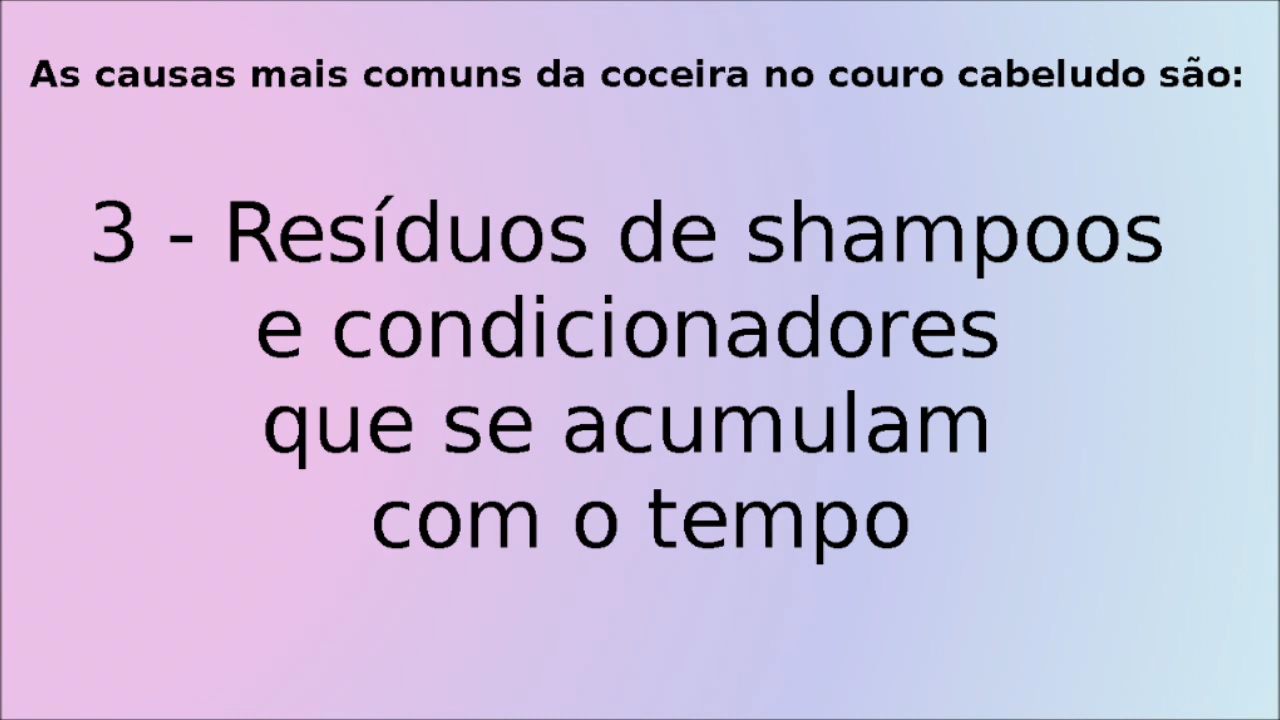 As causas mais comuns da coceira no couro cabeludo são:
3 - Resíduos de shampoos
e condicionadores
que se acumulam
com o tempo